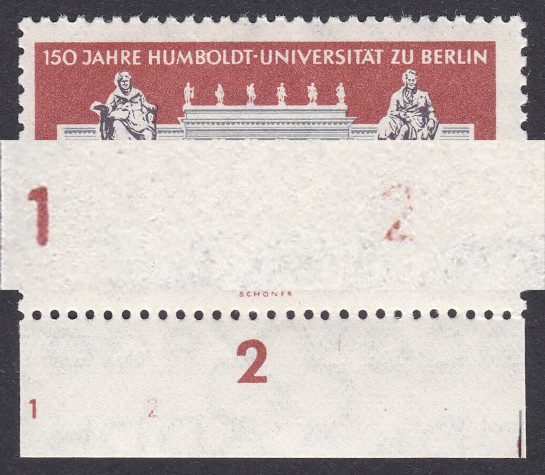 150 JAHRE HUMBOLDT-UNIVERSITÄT ZU BERLIN
1 2
SCHÖNER
2
1 2